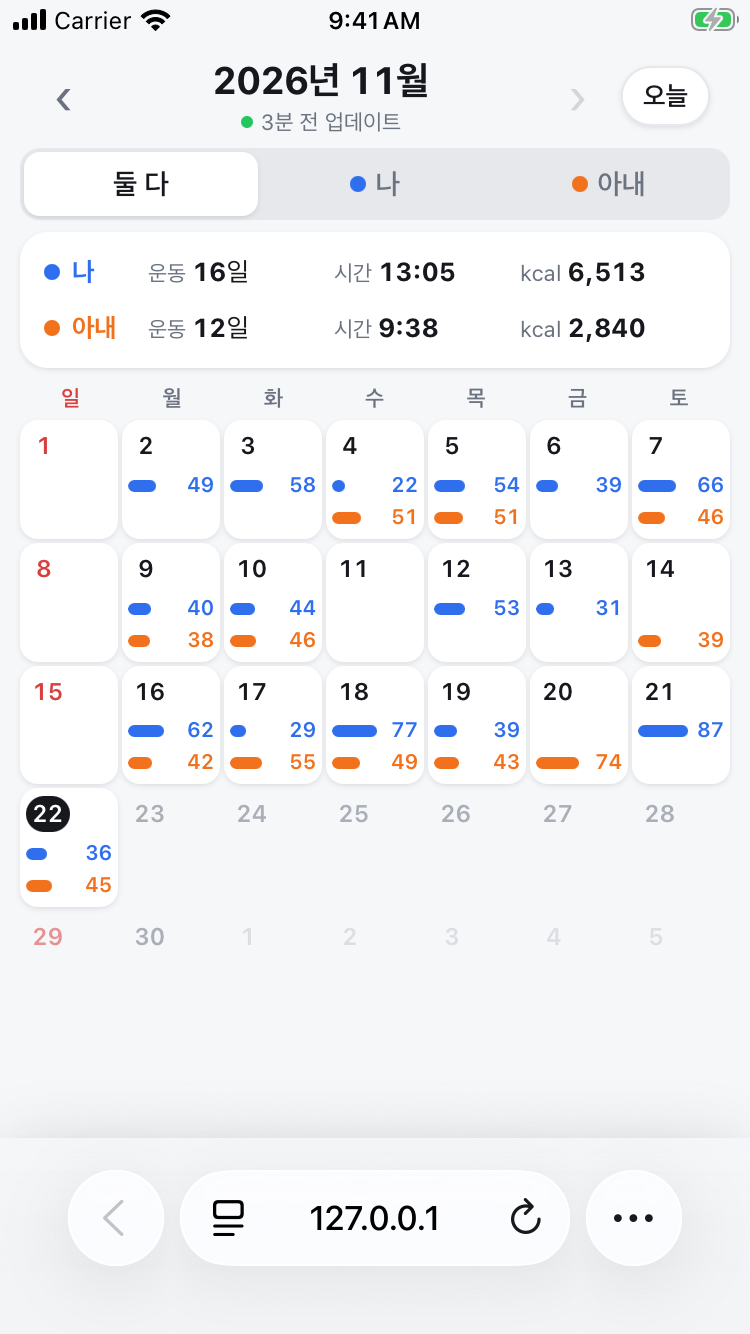 Carrier 9:41 AM
‹ 2026년 11월 › 오늘
3분 전 업데이트
둘 다 나 아내
나 운동 16일 시간 13:05 kcal 6,513
아내 운동 12일 시간 9:38 kcal 2,840
일 월 화 수 목 금 토
1 2 3 4 5 6 7
49 58 22 54 39 66
51 51 46
8 9 10 11 12 13 14
40 44 53 31
38 46 39
15 16 17 18 19 20 21
62 29 77 39 87
42 55 49 43 74
22 23 24 25 26 27 28
36
45
29 30 1 2 3 4 5
127.0.0.1